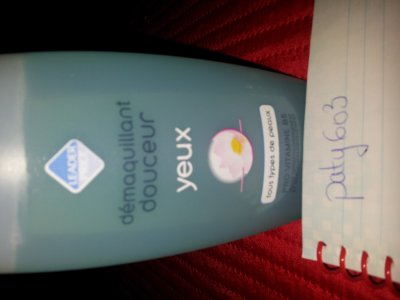 LEADER
PRICE
démaquillant
douceur
yeux
tous types de peaux
PRO VITAMINE B5
paty603